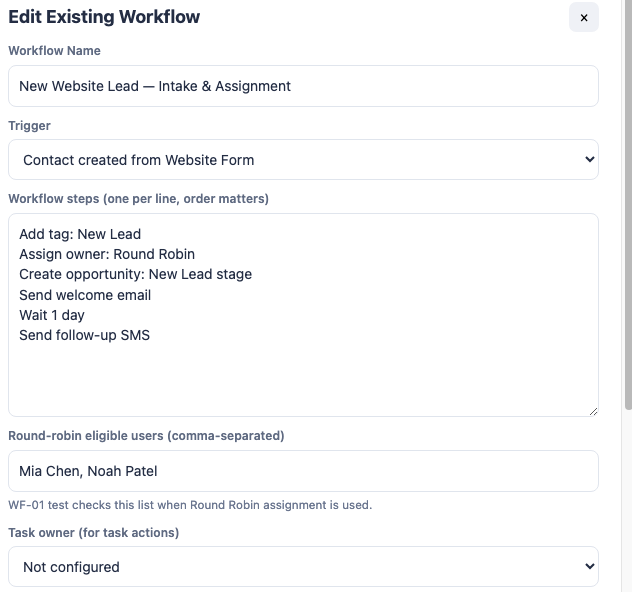 Edit Existing Workflow
×
Workflow Name
New Website Lead — Intake & Assignment
Trigger
Contact created from Website Form
Workflow steps (one per line, order matters)
Add tag: New Lead
Assign owner: Round Robin
Create opportunity: New Lead stage
Send welcome email
Wait 1 day
Send follow-up SMS
Round-robin eligible users (comma-separated)
Mia Chen, Noah Patel
WF-01 test checks this list when Round Robin assignment is used.
Task owner (for task actions)
Not configured